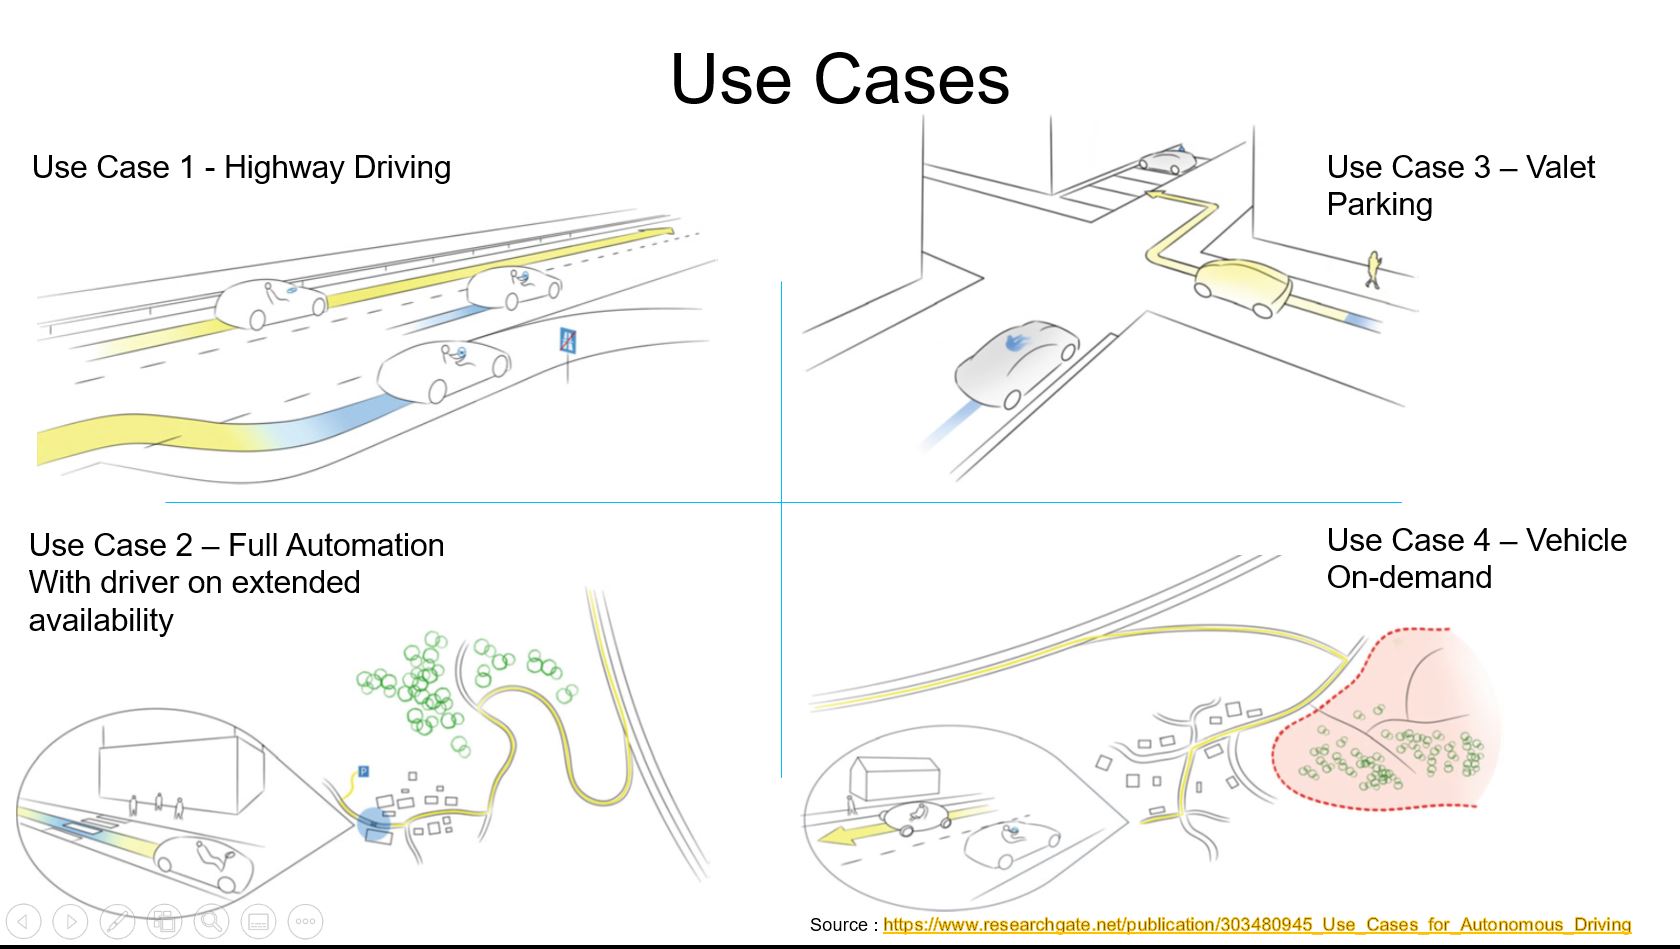 Use Cases
Use Case 1 - Highway Driving
Use Case 3 – Valet
Parking
Use Case 2 – Full Automation
With driver on extended
availability
P
Use Case 4 – Vehicle
On-demand
Source : https://www.researchgate.net/publication/303480945_Use_Cases_for_Autonomous_Driving